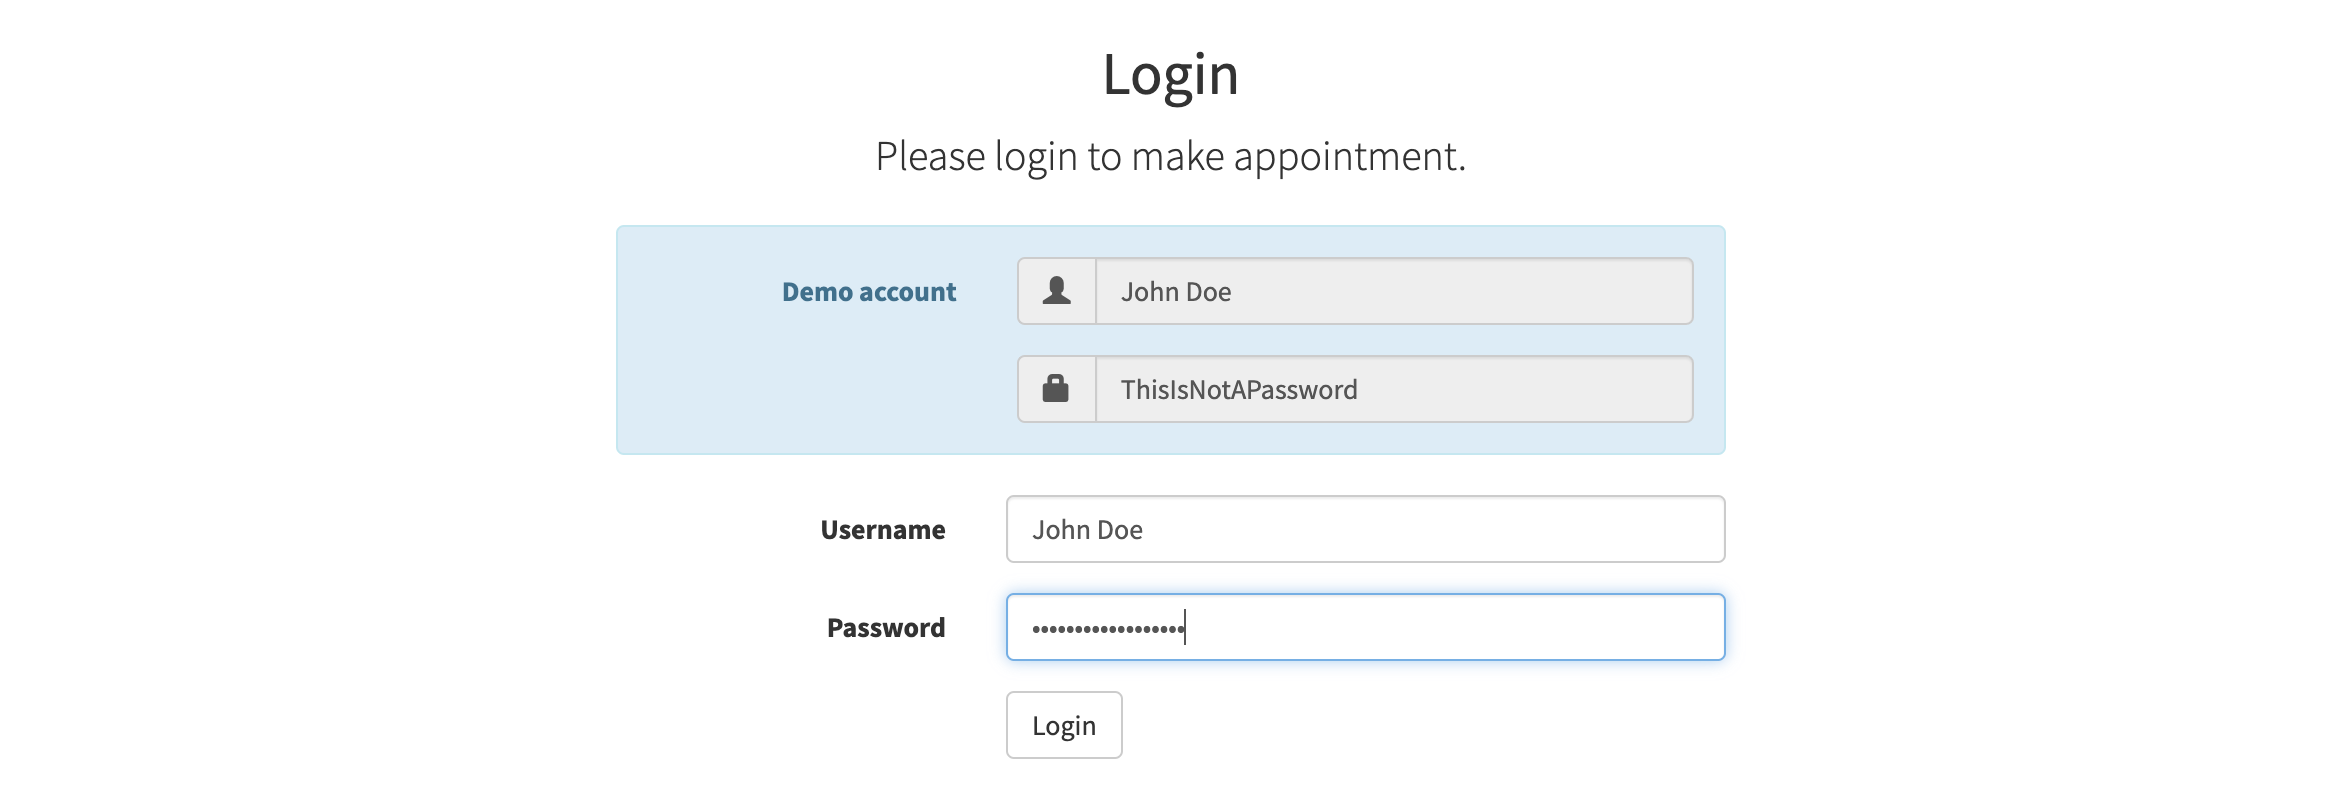 Login
Please login to make appointment.
Demo account
John Doe
ThisIsNotAPassword
Username
John Doe
Password
••••••••••••••••••
Login